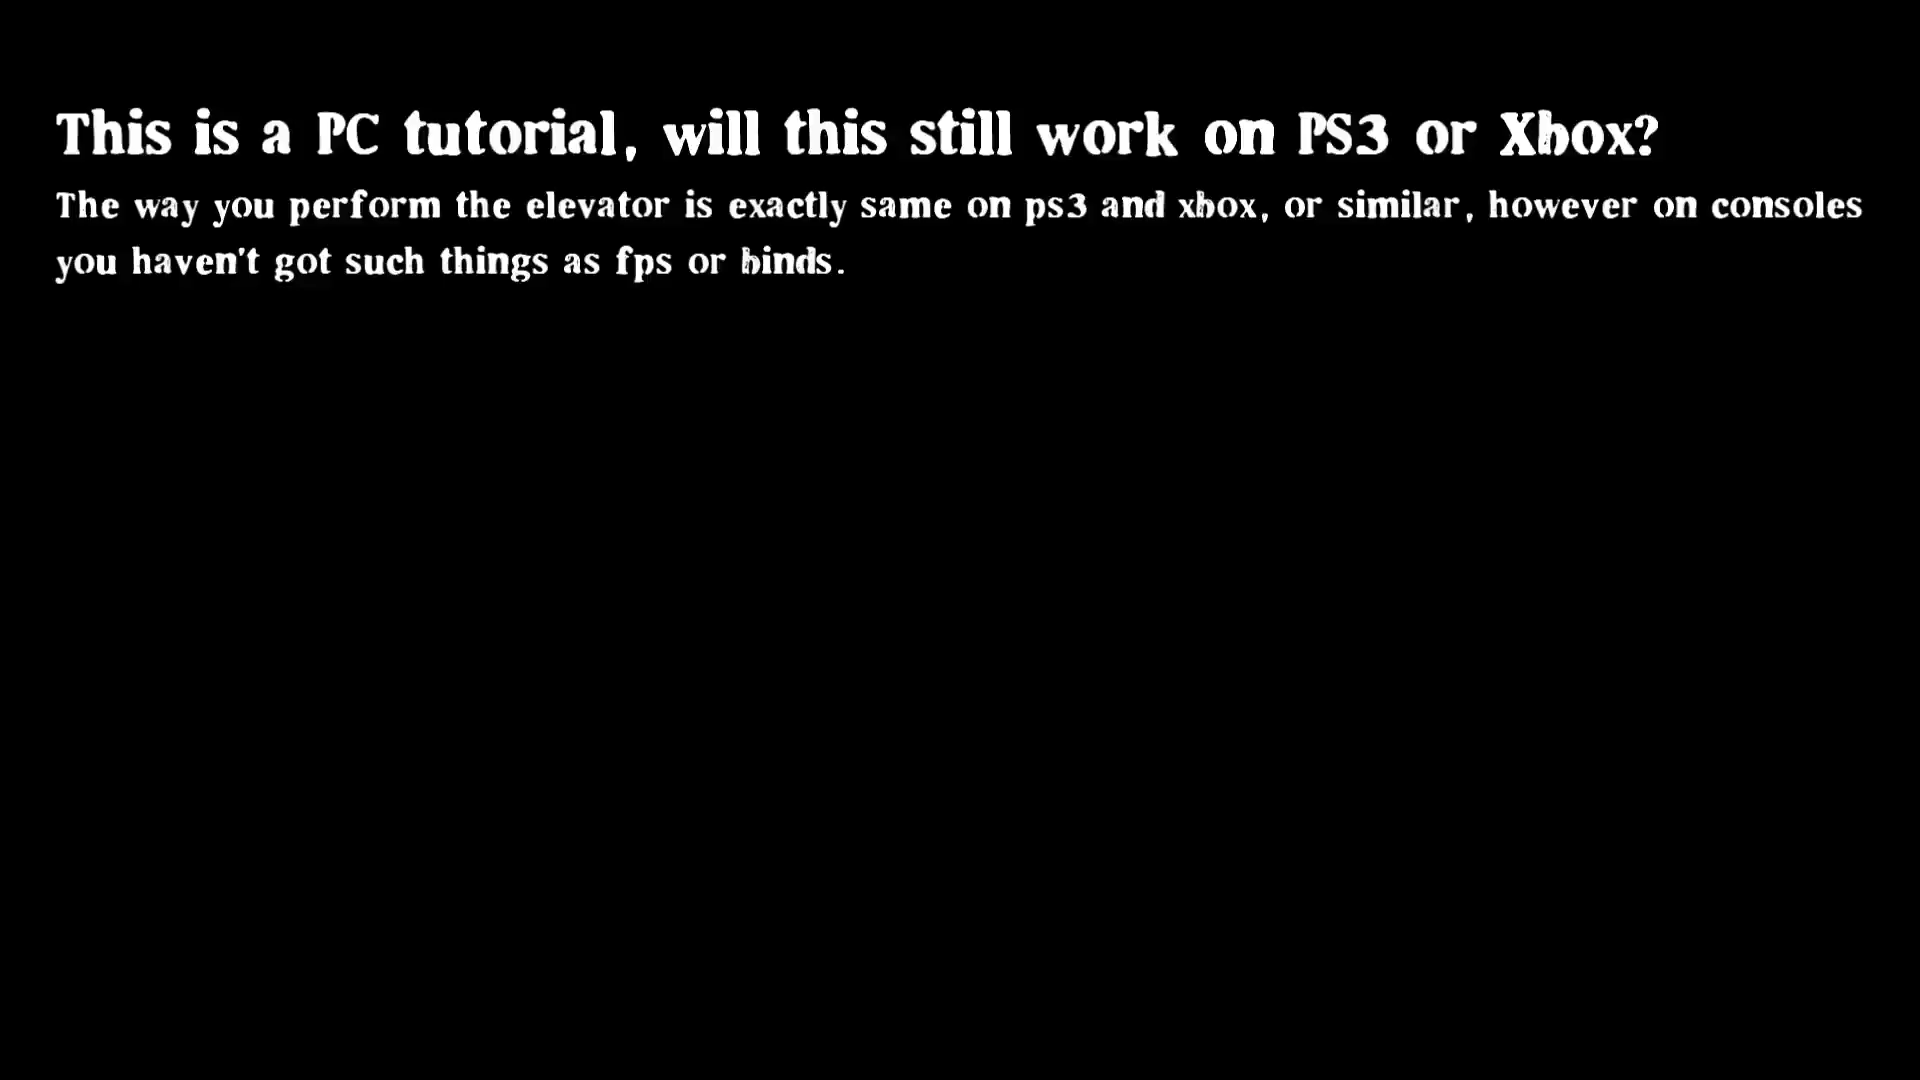 This is a PC tutorial, will this still work on PS3 or Xbox?
The way you perform the elevator is exactly same on ps3 and xbox, or similar, however on consoles
you haven't got such things as fps or binds.